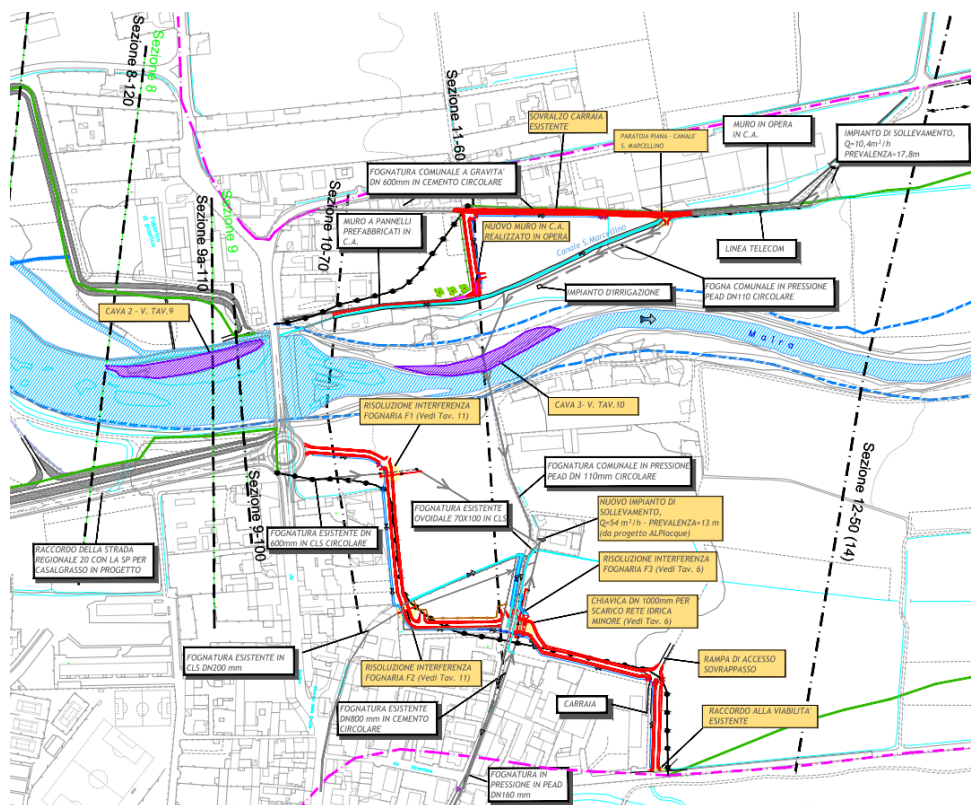 Sezione 8-120
Sezione 8
Sezione 9a-110
Sezione 9
Sezione 10-70
Sezione 11-60
SOVRALZO CARRAIA
ESISTENTE
PARATOIA PIANA - CANALE
S. MARCELLINO
MURO IN OPERA
IN C.A.
IMPIANTO DI SOLLEVAMENTO,
Q=10,4m³/h
PREVALENZA=17,8m
FOGNATURA COMUNALE A GRAVITA'
DN 600mm IN CEMENTO CIRCOLARE
MURO A PANNELLI
PREFABBRICATI IN
C.A.
NUOVO MURO IN C.A.
REALIZZATO IN OPERA
Canale S. Marcellino
LINEA TELECOM
IMPIANTO D'IRRIGAZIONE
FOGNA COMUNALE IN PRESSIONE
PEAD DN110 CIRCOLARE
CAVA 2 - V. TAV.9
Maira
RISOLUZIONE INTERFERENZA
FOGNARIA F1 (Vedi Tav. 11)
CAVA 3- V. TAV.10
Sezione 12-50 (14)
Sezione 9-100
FOGNATURA COMUNALE IN PRESSIONE
PEAD DN 110mm CIRCOLARE
FOGNATURA ESISTENTE
OVOIDALE 70X100 IN CLS
NUOVO IMPIANTO DI
SOLLEVAMENTO,
Q=54 m³/h - PREVALENZA=13 m
(da progetto ALPIacque)
FOGNATURA ESISTENTE DN
600mm IN CLS CIRCOLARE
RACCORDO DELLA STRADA
REGIONALE 20 CON LA SP PER
CASALGRASSO IN PROGETTO
RISOLUZIONE INTERFERENZA
FOGNARIA F3 (Vedi Tav. 6)
CHIAVICA DN 1000mm PER
SCARICO RETE IDRICA
MINORE (Vedi Tav. 6)
FOGNATURA ESISTENTE IN
CLS DN200 mm
RISOLUZIONE INTERFERENZA
FOGNARIA F2 (Vedi Tav. 11)
RAMPA DI ACCESSO
SOVRAPPASSO
FOGNATURA ESISTENTE
DN800 mm IN CEMENTO
CIRCOLARE
CARRAIA
RACCORDO ALLA VIABILITA'
ESISTENTE
FOGNATURA IN
PRESSIONE IN PEAD
DN160 mm